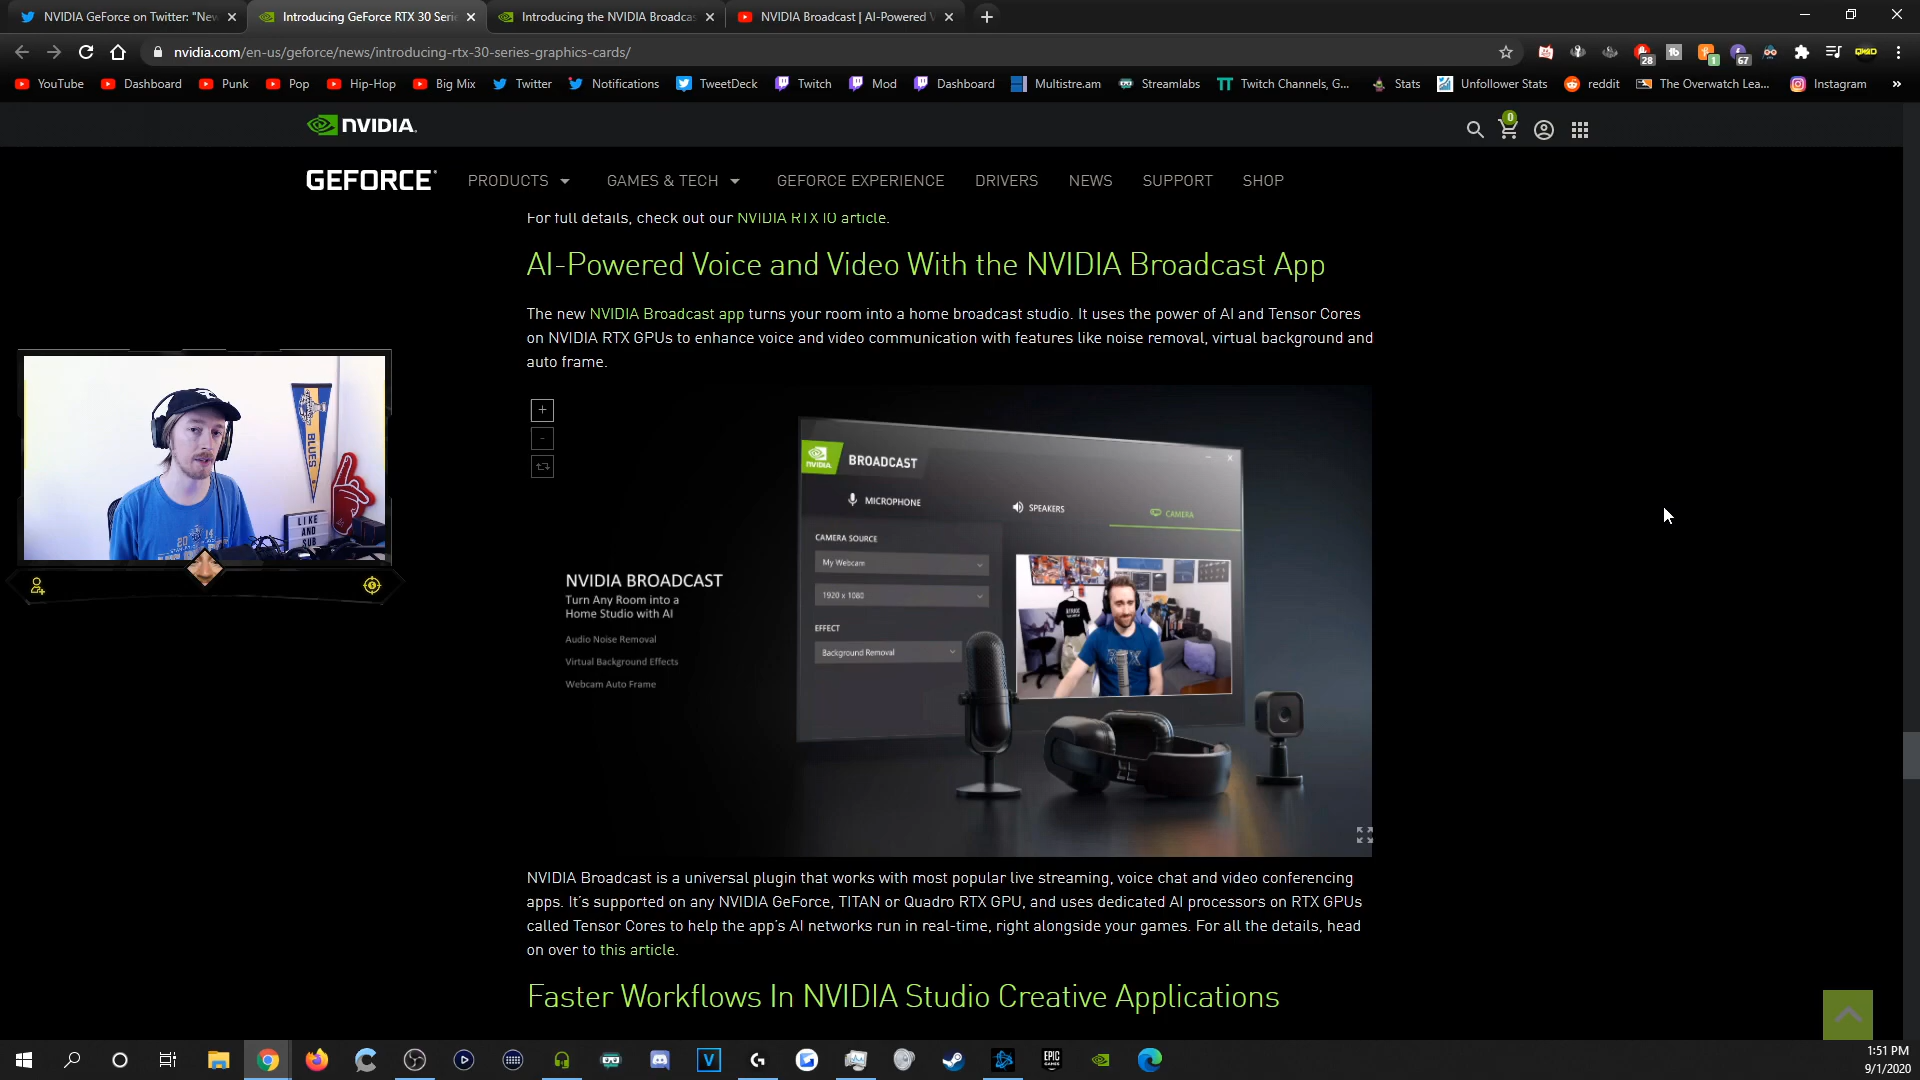 NVIDIA GeForce on Twitter: "New
Introducing GeForce RTX 30 Serie
Introducing the NVIDIA Broadcas
NVIDIA Broadcast | AI-Powered V
nvidia.com/en-us/geforce/news/introducing-rtx-30-series-graphics-cards/
28
1
67
YouTube
Dashboard
Punk
Pop
Hip-Hop
Big Mix
Twitter
Notifications
TweetDeck
Twitch
Mod
Dashboard
Multistre.am
Streamlabs
Twitch Channels, G...
Stats
Unfollower Stats
reddit
The Overwatch Lea...
Instagram
NVIDIA.
0
GEFORCE
PRODUCTS
GAMES & TECH
GEFORCE EXPERIENCE
DRIVERS
NEWS
SUPPORT
SHOP
For full details, check out our NVIDIA RTX IO article.
AI-Powered Voice and Video With the NVIDIA Broadcast App
The new NVIDIA Broadcast app turns your room into a home broadcast studio. It uses the power of AI and Tensor Cores
on NVIDIA RTX GPUs to enhance voice and video communication with features like noise removal, virtual background and
auto frame.
BLUES
LIKE
AND
SUB
2014
NVIDIA
BROADCAST
MICROPHONE
SPEAKERS
CAMERA
CAMERA SOURCE
My Webcam
1920 x 1080
EFFECT
Background Removal
RTX
NVIDIA BROADCAST
Turn Any Room into a
Home Studio with AI
Audio Noise Removal
Virtual Background Effects
Webcam Auto Frame
NVIDIA Broadcast is a universal plugin that works with most popular live streaming, voice chat and video conferencing
apps. It's supported on any NVIDIA GeForce, TITAN or Quadro RTX GPU, and uses dedicated AI processors on RTX GPUs
called Tensor Cores to help the app's AI networks run in real-time, right alongside your games. For all the details, head
on over to this article.
Faster Workflows In NVIDIA Studio Creative Applications
EPIC
GAMES
1:51 PM
9/1/2020